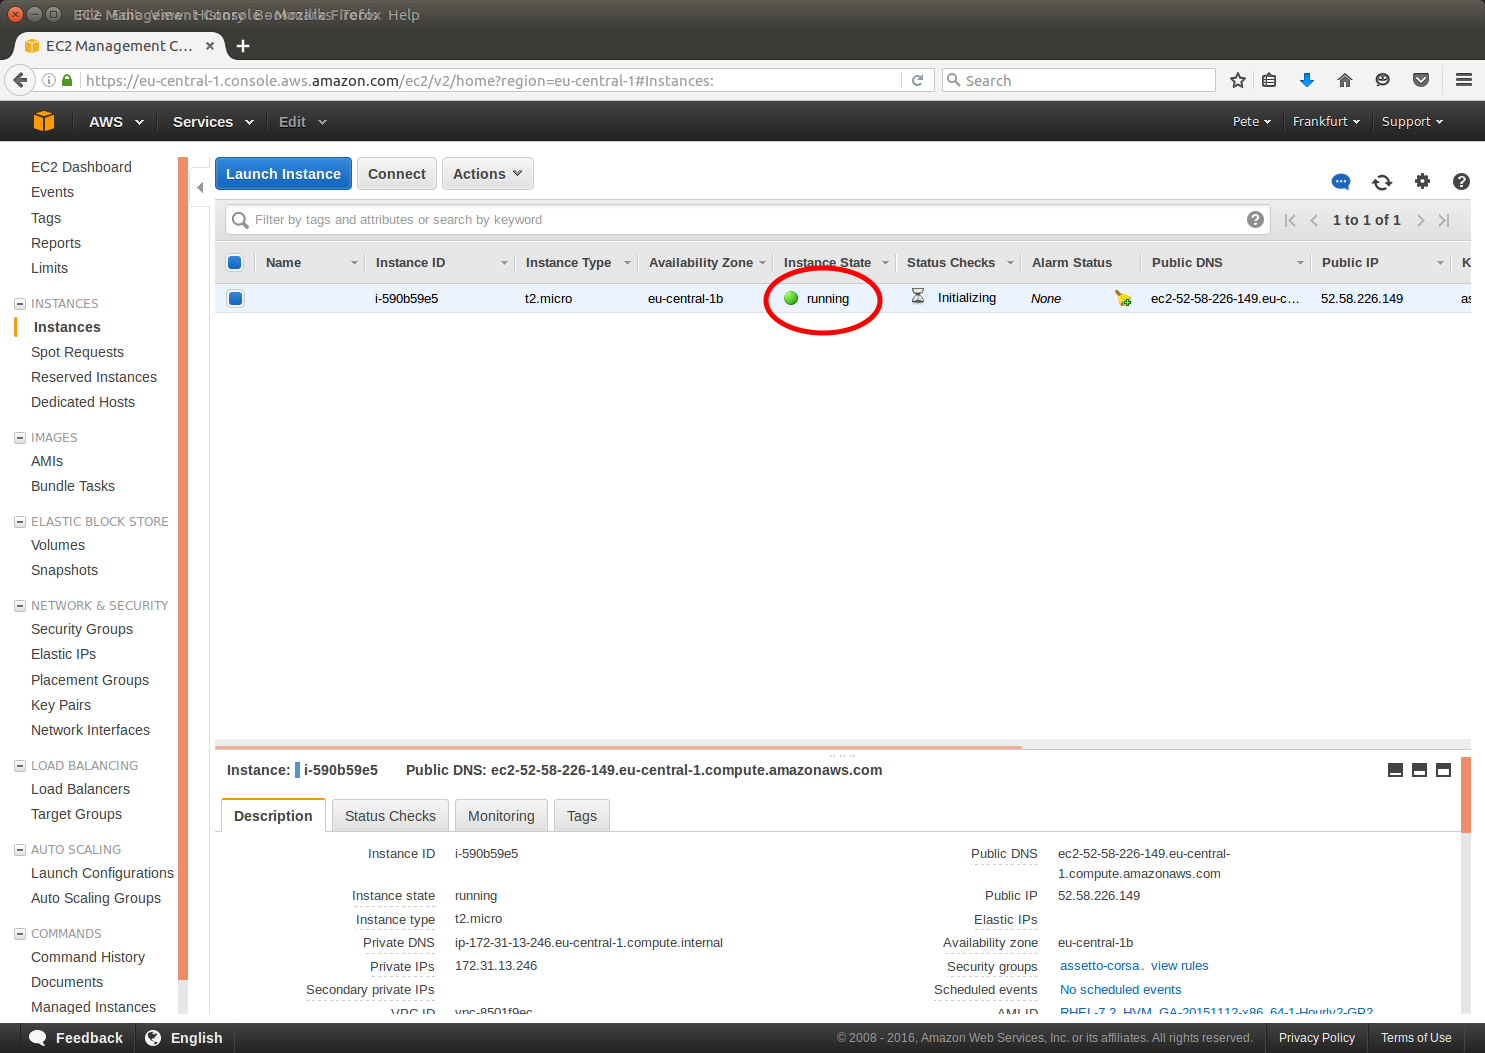 History
Help
EC2 Management C...
https://eu-central-1.console.aws.amazon.com/ec2/v2/home?region=eu-central-1#Instances:
Search
AWS Services Edit
Pete Frankfurt Support
EC2 Dashboard
Events
Tags
Reports
Limits
INSTANCES
Instances
Spot Requests
Reserved Instances
Dedicated Hosts
IMAGES
AMIs
Bundle Tasks
ELASTIC BLOCK STORE
Volumes
Snapshots
NETWORK & SECURITY
Security Groups
Elastic IPs
Placement Groups
Key Pairs
Network Interfaces
LOAD BALANCING
Load Balancers
Target Groups
AUTO SCALING
Launch Configurations
Auto Scaling Groups
COMMANDS
Command History
Documents
Managed Instances
Launch Instance Connect Actions
Filter by tags and attributes or search by keyword
1 to 1 of 1
Name Instance ID Instance Type Availability Zone Instance State Status Checks Alarm Status Public DNS Public IP K
i-590b59e5 t2.micro eu-central-1b running Initializing None ec2-52-58-226-149.eu-c... 52.58.226.149 as
Instance: i-590b59e5 Public DNS: ec2-52-58-226-149.eu-central-1.compute.amazonaws.com
Description Status Checks Monitoring Tags
Instance ID i-590b59e5
Instance state running
Instance type t2.micro
Private DNS ip-172-31-13-246.eu-central-1.compute.internal
Private IPs 172.31.13.246
Secondary private IPs
VPC ID vpc-8501f9ec
Public DNS ec2-52-58-226-149.eu-central-
1.compute.amazonaws.com
Public IP 52.58.226.149
Elastic IPs
Availability zone eu-central-1b
Security groups assetto-corsa. view rules
Scheduled events No scheduled events
AMI ID RHEL-7.2_HVM_GA-20151112-x86_64-1-Hourly2-GP2
Feedback English
© 2008 - 2016, Amazon Web Services, Inc. or its affiliates. All rights reserved. Privacy Policy Terms of Use